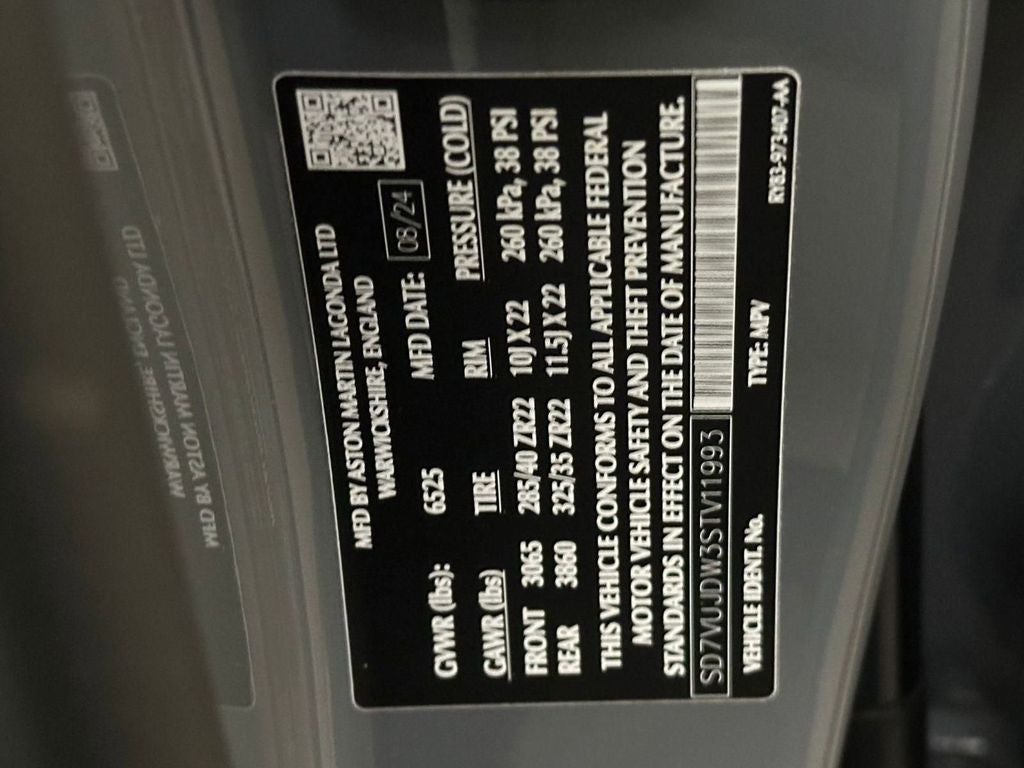 MFD BY ASTON MARTIN LAGONDA LTD
WARWICKSHIRE, ENGLAND
GVWR (lbs): 6525 MFD DATE: 08/24
GAWR (lbs) TIRE RIM PRESSURE (COLD)
FRONT 3065 285/40 ZR22 10J X 22 260 kPa, 38 PSI
REAR 3860 325/35 ZR22 11.5J X 22 260 kPa, 38 PSI
THIS VEHICLE CONFORMS TO ALL APPLICABLE FEDERAL
MOTOR VEHICLE SAFETY AND THEFT PREVENTION
STANDARDS IN EFFECT ON THE DATE OF MANUFACTURE.
SD7VUJDW3STV11993
VEHICLE IDENT. No. TYPE: MPV RY83-973407-AA